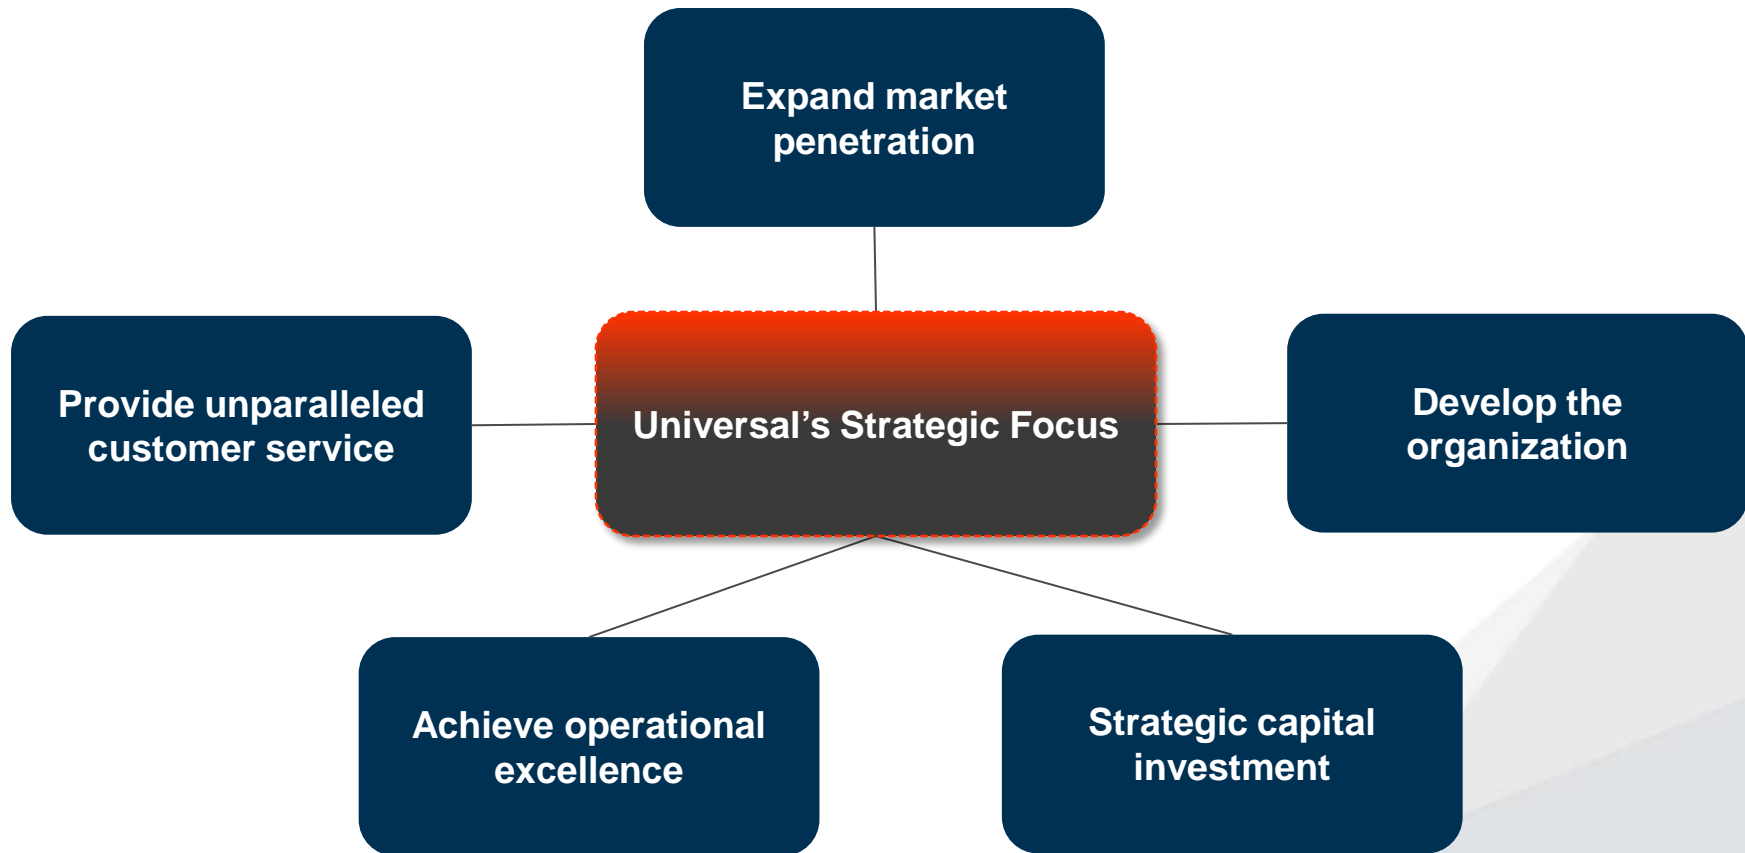 Expand market
penetration
Provide unparalleled
customer service
Universal’s Strategic Focus
Develop the
organization
Achieve operational
excellence
Strategic capital
investment